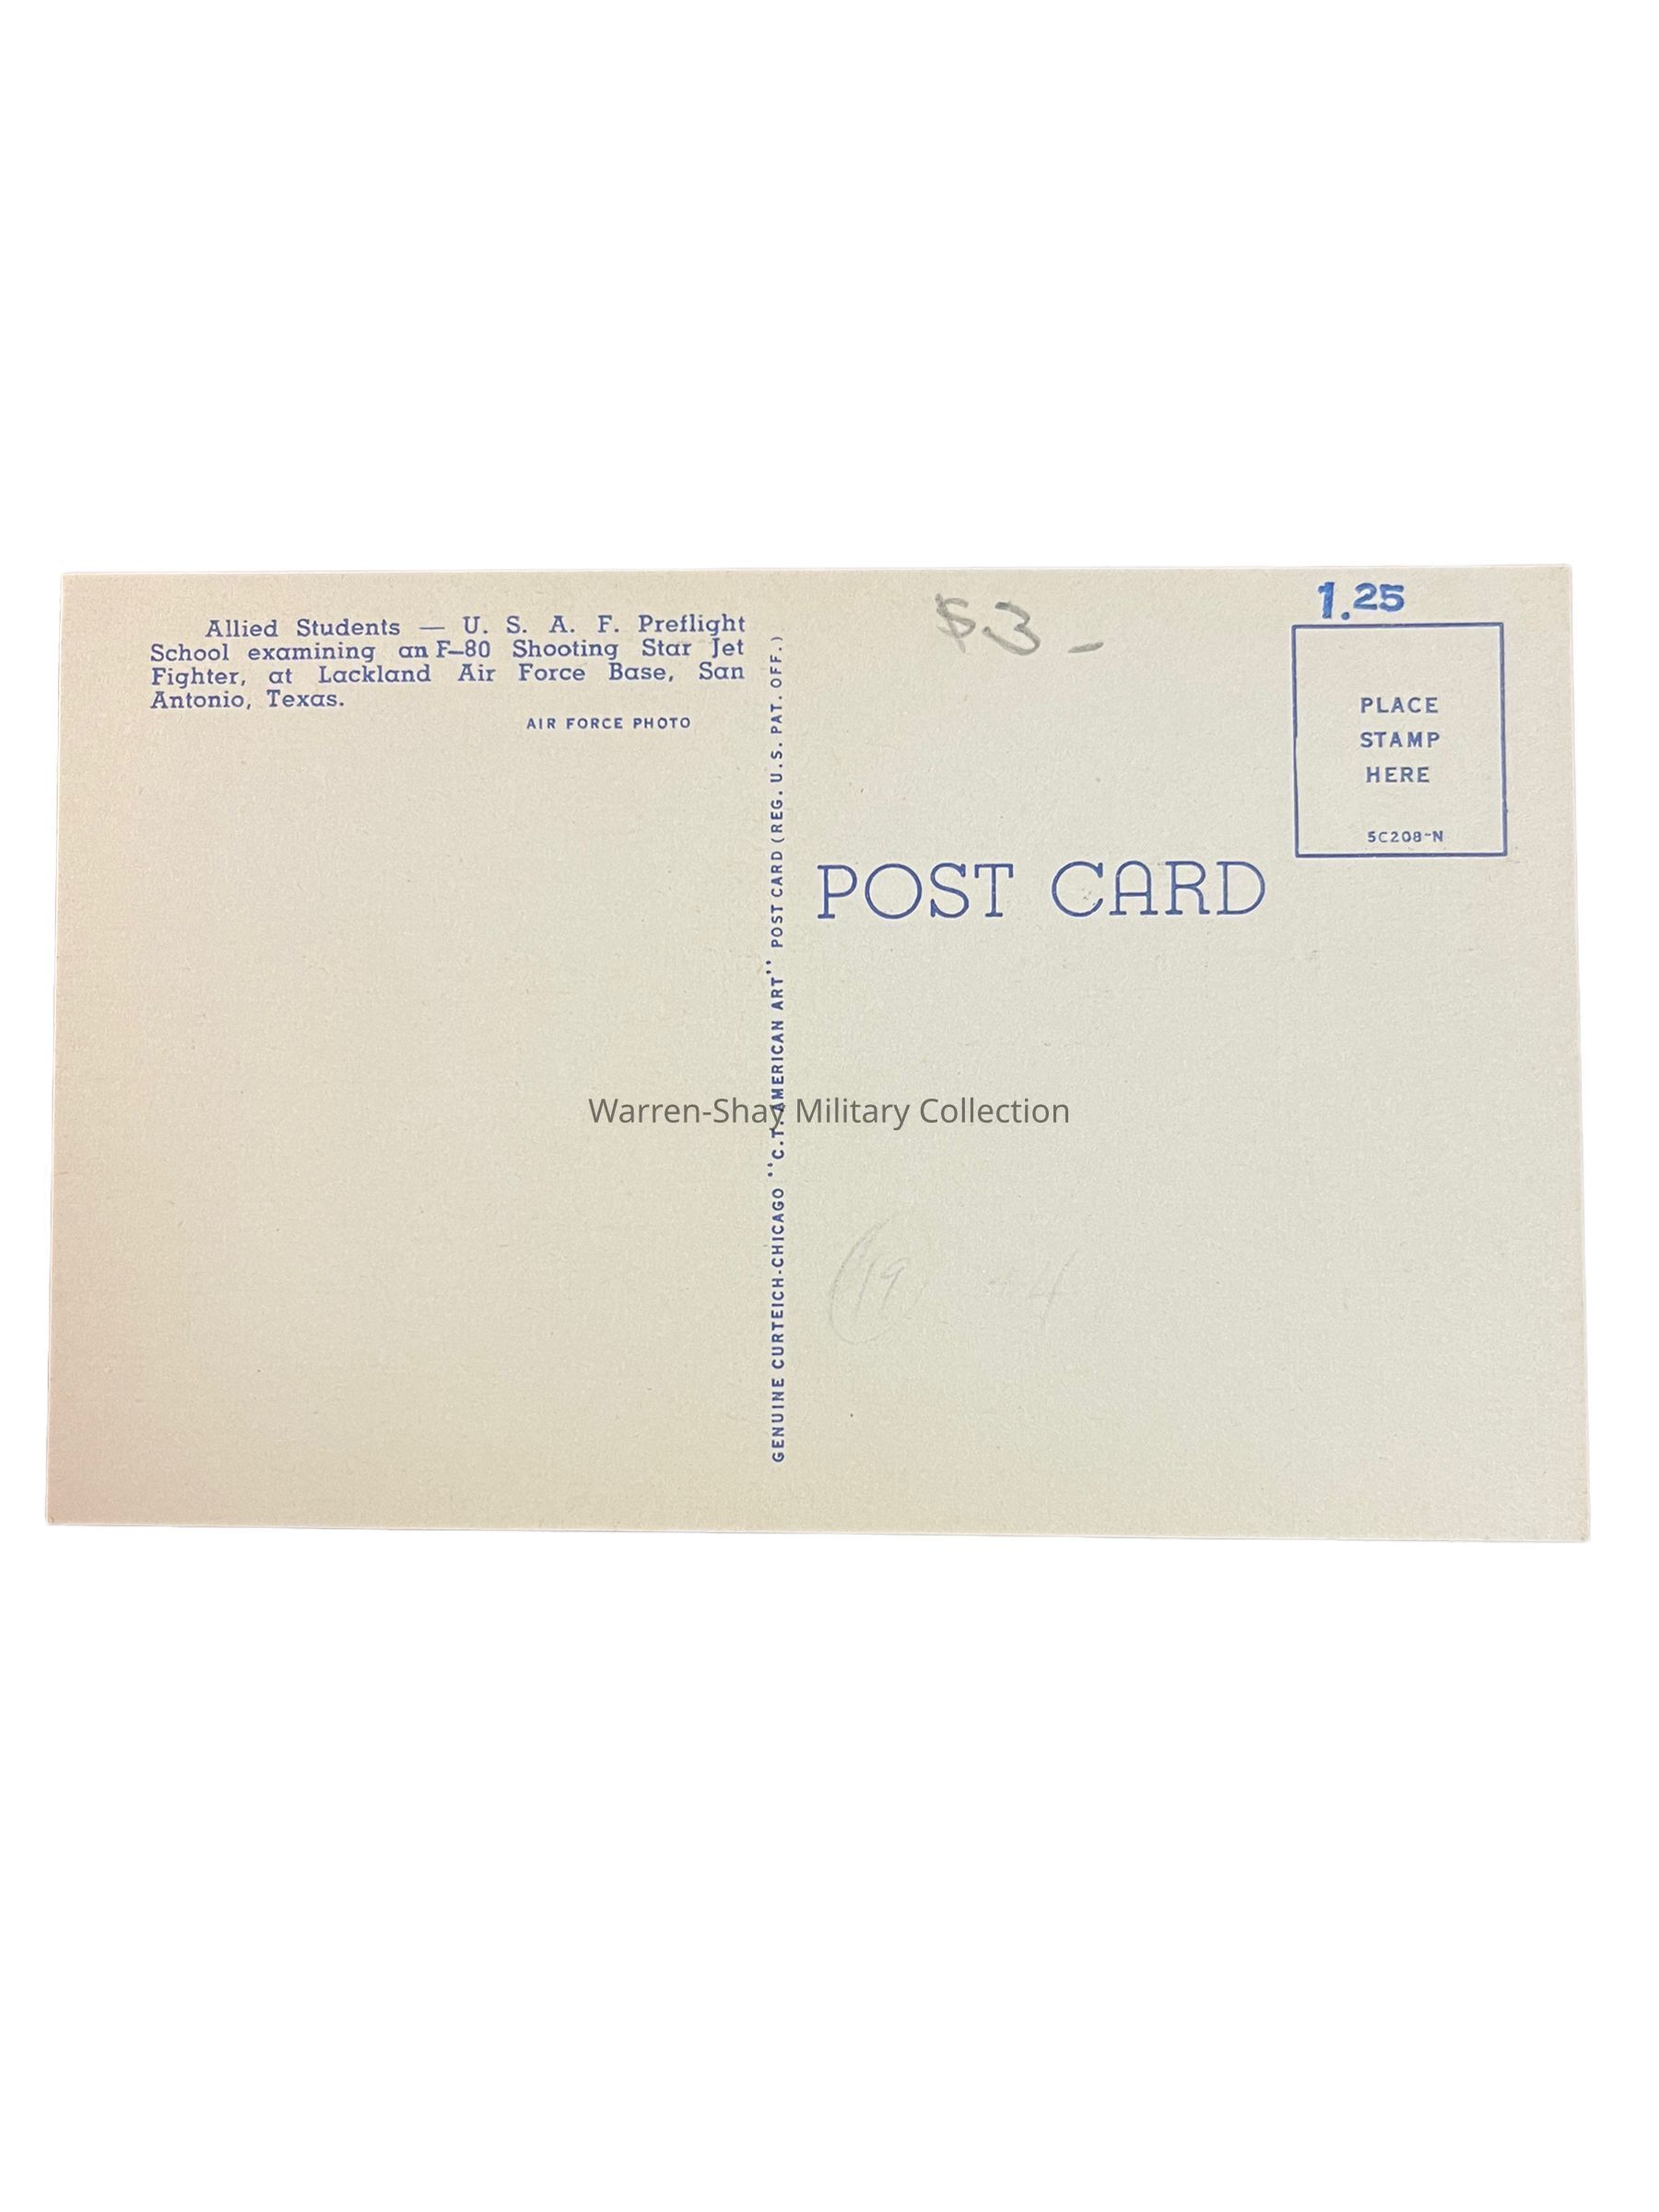 Allied Students — U. S. A. F. Preflight
School examining an F-80 Shooting Star Jet
Fighter, at Lackland Air Force Base, San
Antonio, Texas.
AIR FORCE PHOTO
GENUINE CURTEICH-CHICAGO "C.T. AMERICAN ART" POST CARD (REG. U.S. PAT. OFF.)
$3 -
1.25
PLACE
STAMP
HERE
5C208-N
POST CARD
Warren-Shay Military Collection
19 4